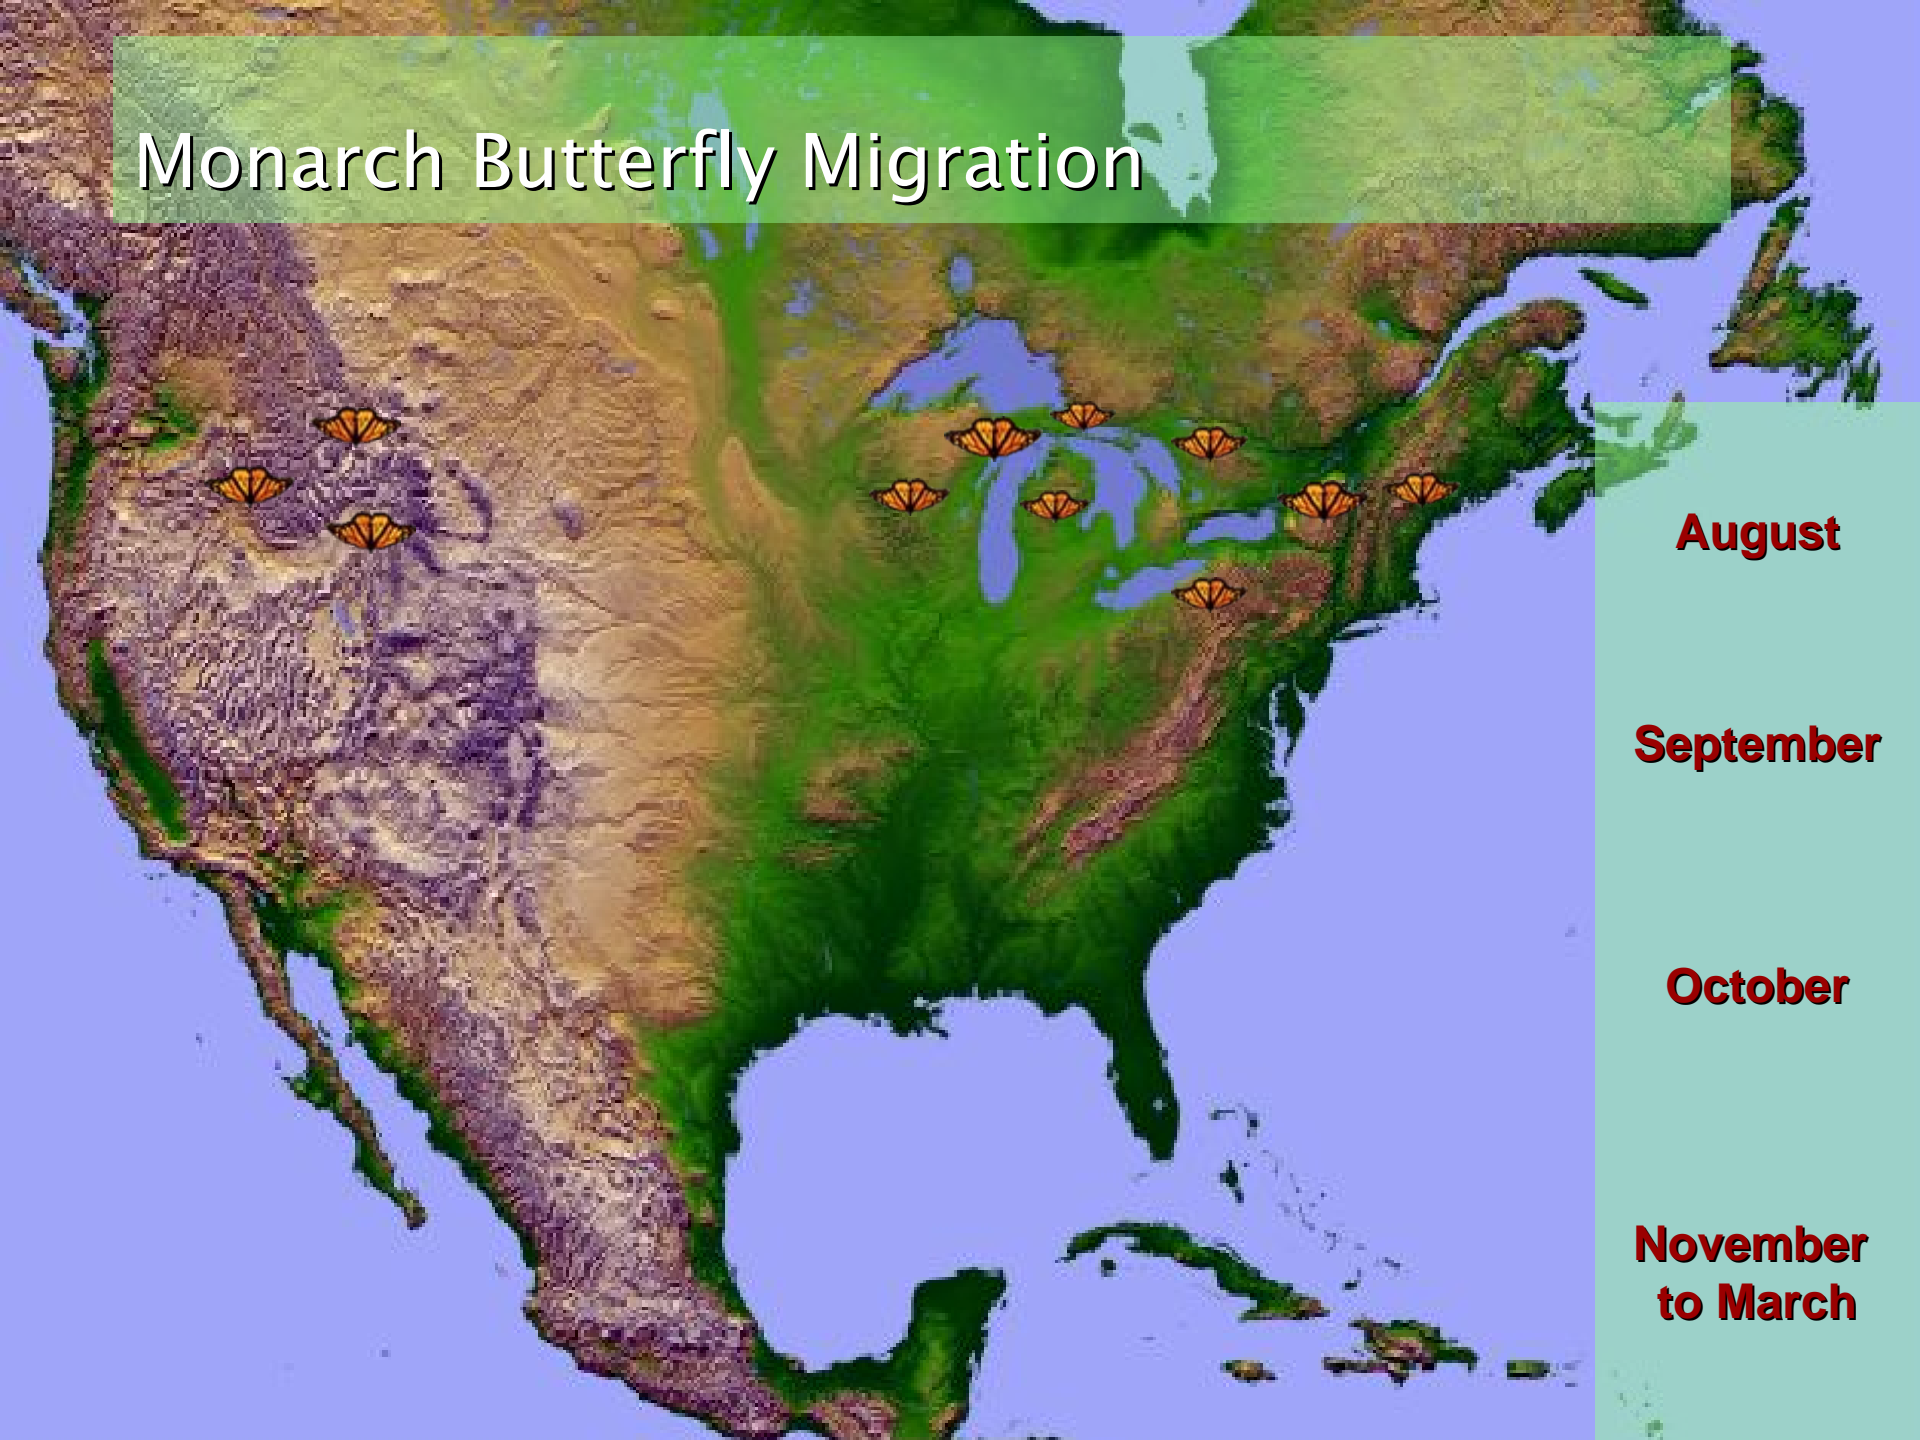 Monarch Butterfly Migration
August
September
October
November
to March